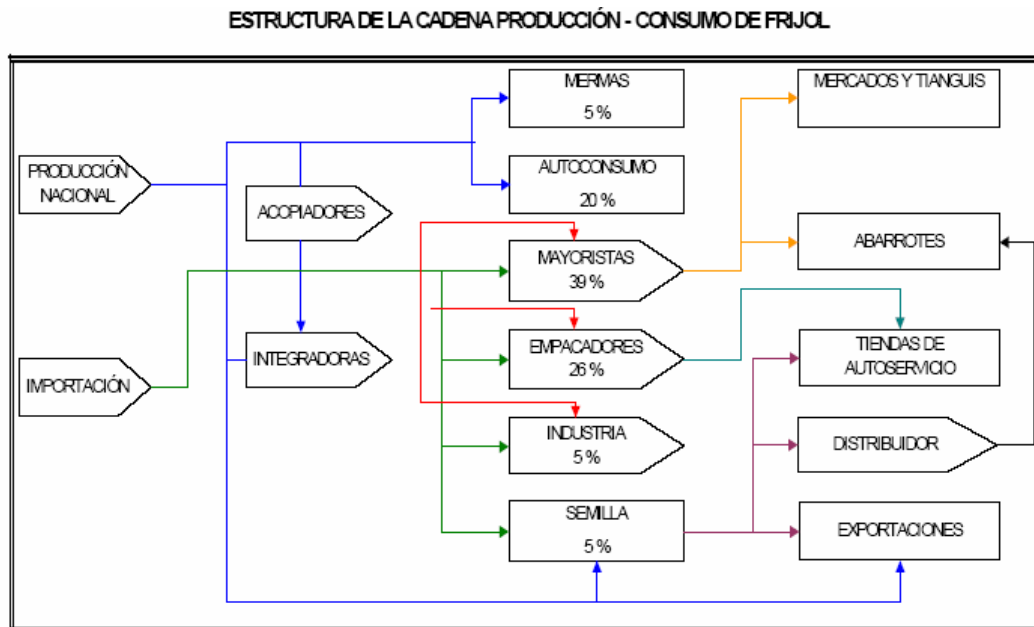 ESTRUCTURA DE LA CADENA PRODUCCIÓN - CONSUMO DE FRIJOL
PRODUCCIÓN
NACIONAL
IMPORTACIÓN
ACOPIADORES
INTEGRADORAS
MERMAS
5 %
AUTOCONSUMO
20 %
MAYORISTAS
39 %
EMPACADORES
26 %
INDUSTRIA
5 %
SEMILLA
5 %
MERCADOS Y TIANGUIS
ABARROTES
TIENDAS DE
AUTOSERVICIO
DISTRIBUIDOR
EXPORTACIONES